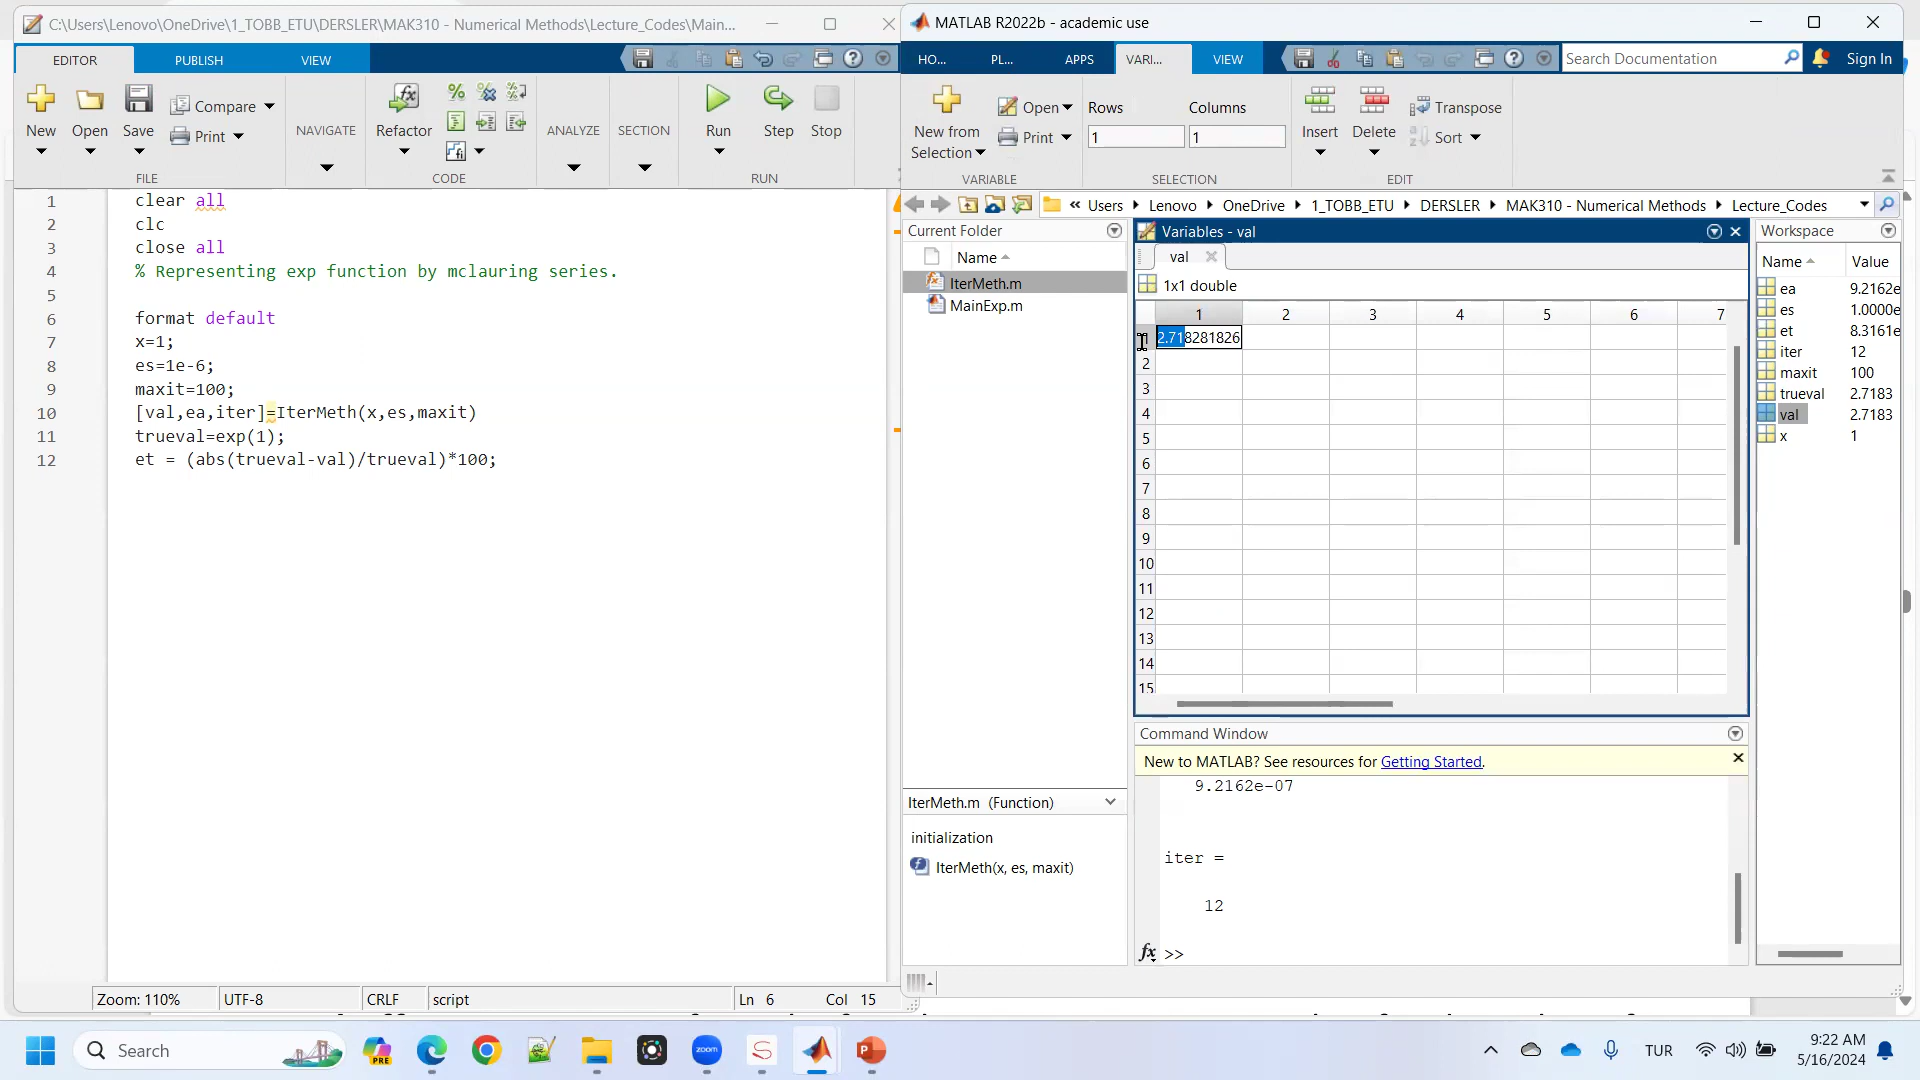 C:\Users\Lenovo\OneDrive\1_TOBB_ETU\DERSLER\MAK310 - Numerical Methods\Lecture_Codes\Main...
EDITOR PUBLISH VIEW
New Open Save Compare Print
NAVIGATE
Refactor
ANALYZE SECTION
Run Step Stop
FILE CODE RUN
1 clear all
2 clc
3 close all
4 % Representing exp function by mclauring series.
5
6 format default
7 x=1;
8 es=1e-6;
9 maxit=100;
10 [val,ea,iter]=IterMeth(x,es,maxit)
11 trueval=exp(1);
12 et = (abs(trueval-val)/trueval)*100;
Zoom: 110% UTF-8 CRLF script Ln 6 Col 15
MATLAB R2022b - academic use
HO... PL... APPS VARI... VIEW
Search Documentation
Sign In
New from Selection
Open
Print
Rows Columns
1 1
Insert Delete Transpose
Sort
VARIABLE SELECTION EDIT
« Users Lenovo OneDrive 1_TOBB_ETU DERSLER MAK310 - Numerical Methods Lecture_Codes
Current Folder
Name
IterMeth.m
MainExp.m
IterMeth.m (Function)
initialization
IterMeth(x, es, maxit)
Variables - val
val
1x1 double
1 2 3 4 5 6 7
1 2.718281826
2
3
4
5
6
7
8
9
10
11
12
13
14
15
Command Window
New to MATLAB? See resources for Getting Started.
9.2162e-07
iter =
12
fx >>
Workspace
Name Value
ea 9.2162e
es 1.0000e
et 8.3161e
iter 12
maxit 100
trueval 2.7183
val 2.7183
x 1
Search
PRE
zoom
TUR
9:22 AM
5/16/2024